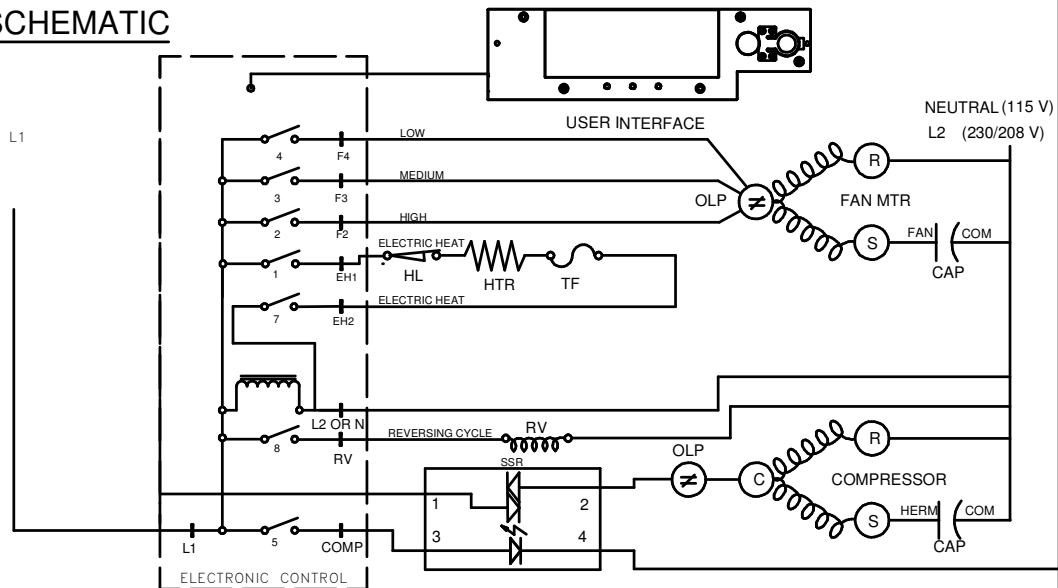 SCHEMATIC
L1
USER INTERFACE
NEUTRAL (115 V)
L2 (230/208 V)
4
F4
LOW
3
F3
MEDIUM
2
F2
HIGH
OLP
R
FAN MTR
S
FAN
COM
CAP
1
EH1
ELECTRIC HEAT
HL
HTR
TF
7
EH2
ELECTRIC HEAT
L2 OR N
8
RV
REVERSING CYCLE
RV
SSR
1
2
3
4
OLP
C
R
COMPRESSOR
S
HERM
COM
CAP
L1
5
COMP
ELECTRONIC CONTROL